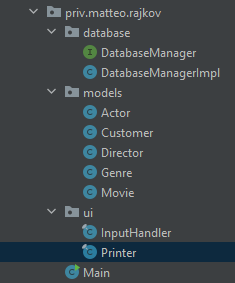 priv.matteo.rajkov
database
DatabaseManager
DatabaseManagerImpl
models
Actor
Customer
Director
Genre
Movie
ui
InputHandler
Printer
Main